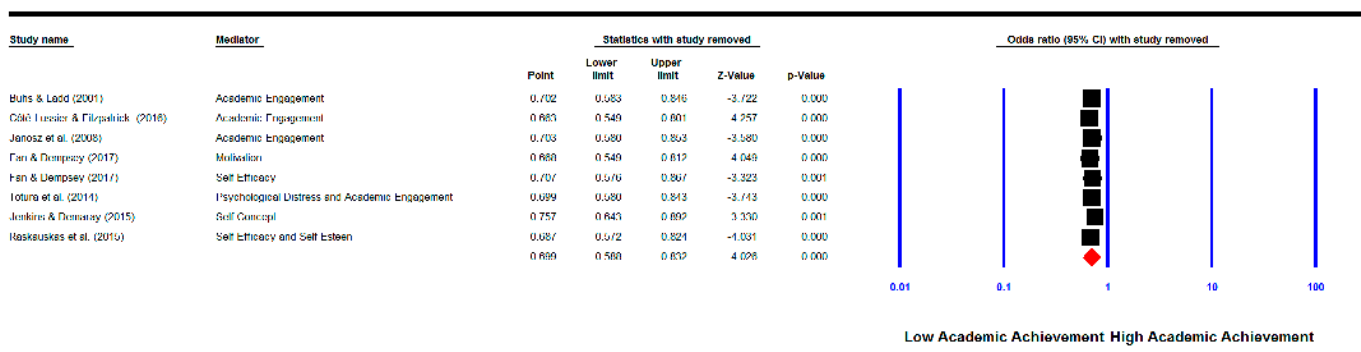 Study name Mediator Statistics with study removed Odds ratio (95% CI) with study removed
Lower Upper
Point limit limit Z-Value p-Value
Buhs & Ladd (2001) Academic Engagement 0.702 0.583 0.846 -3.722 0.000
Côté Lussier & Fitzpatrick (2016) Academic Engagement 0.663 0.549 0.801 4.257 0.000
Janosz et al. (2008) Academic Engagement 0.703 0.580 0.853 -3.580 0.000
Fan & Dempsey (2017) Motivation 0.668 0.549 0.812 4.049 0.000
Fan & Dempsey (2017) Self Efficacy 0.707 0.576 0.867 -3.323 0.001
Totura et al. (2014) Psychological Distress and Academic Engagement 0.699 0.580 0.843 -3.743 0.000
Jenkins & Demaray (2015) Self Concept 0.757 0.643 0.892 3.330 0.001
Raskauskas et al. (2015) Self Efficacy and Self Esteen 0.687 0.572 0.824 -4.031 0.000
0.699 0.588 0.832 4.026 0.000
0.01 0.1 1 10 100
Low Academic Achievement High Academic Achievement